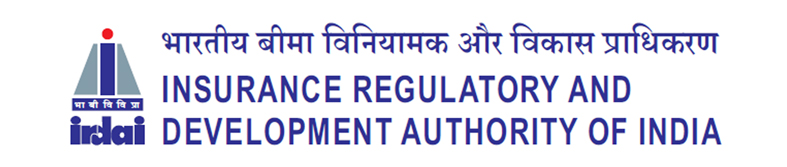 भारतीय बीमा विनियामक और विकास प्राधिकरण
INSURANCE REGULATORY AND
DEVELOPMENT AUTHORITY OF INDIA
भा बी वि वि प्रा
irdai